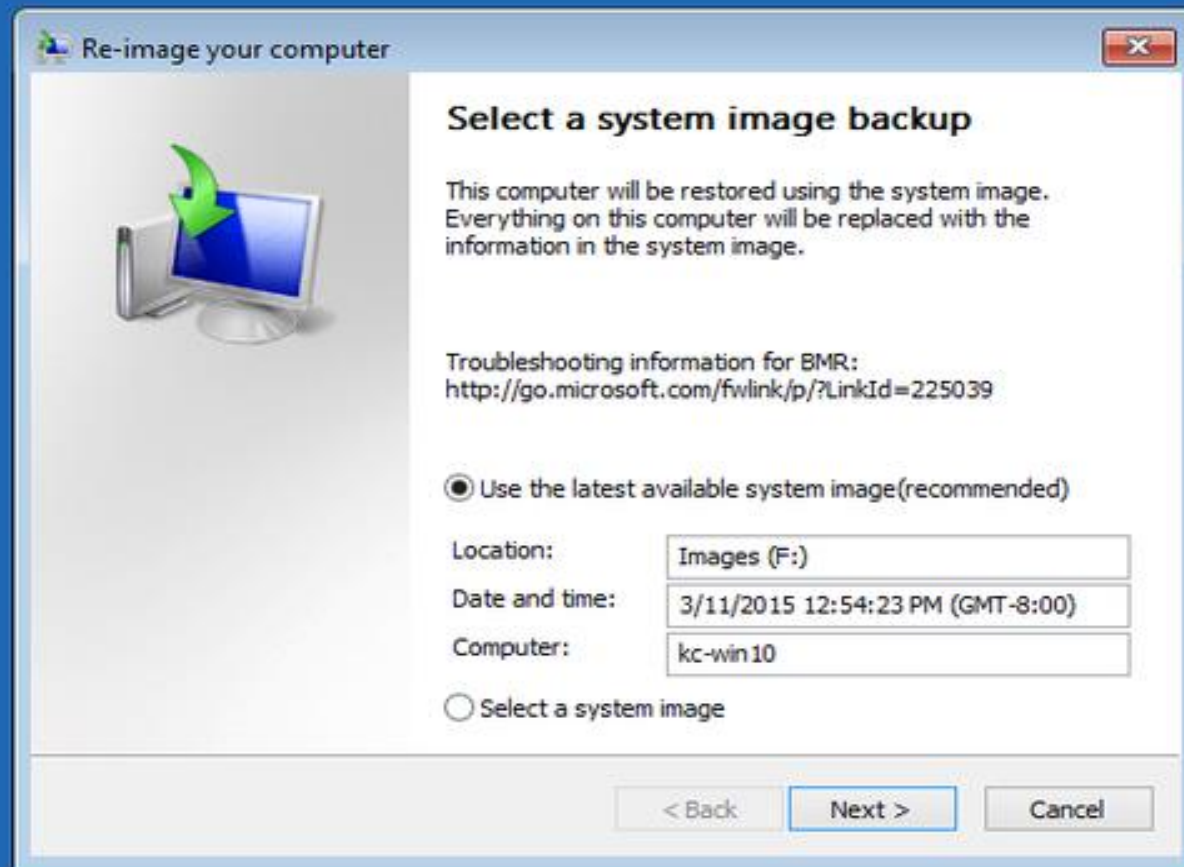 Re-image your computer
Select a system image backup
This computer will be restored using the system image.
Everything on this computer will be replaced with the
information in the system image.
Troubleshooting information for BMR:
http://go.microsoft.com/fwlink/p/?LinkId=225039
Use the latest available system image(recommended)
Location: Images (F:)
Date and time: 3/11/2015 12:54:23 PM (GMT-8:00)
Computer: kc-win10
Select a system image
< Back Next > Cancel